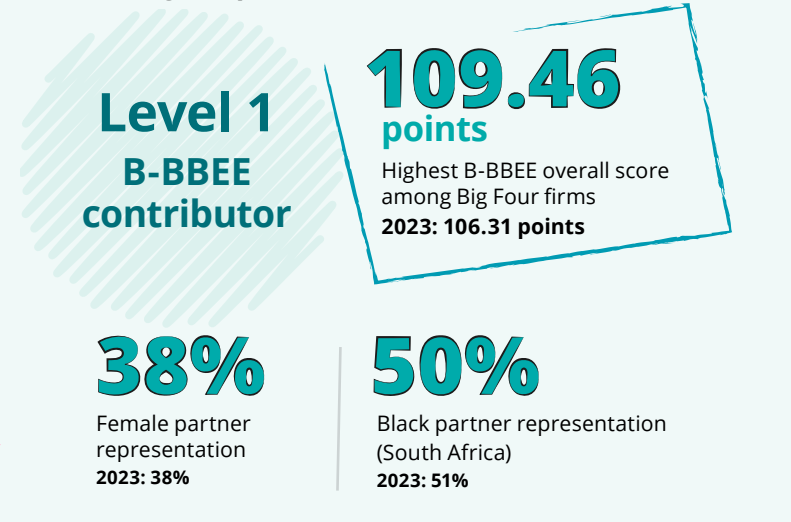 Level 1
B-BBEE
contributor
109.46
points
Highest B-BBEE overall score
among Big Four firms
2023: 106.31 points
38%
Female partner
representation
2023: 38%
50%
Black partner representation
(South Africa)
2023: 51%